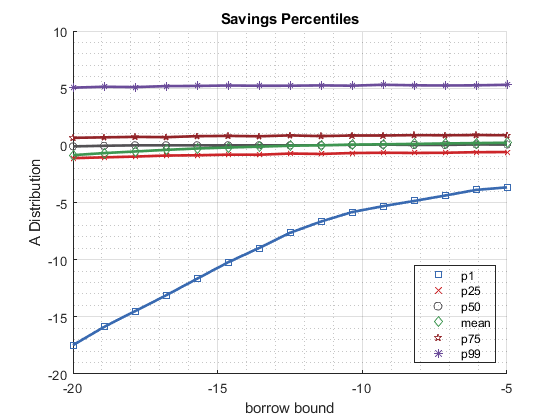 Savings Percentiles
10
5
0
-5
-10
-15
-20
A Distribution
-20
-15
-10
-5
borrow bound
p1
p25
p50
mean
p75
p99